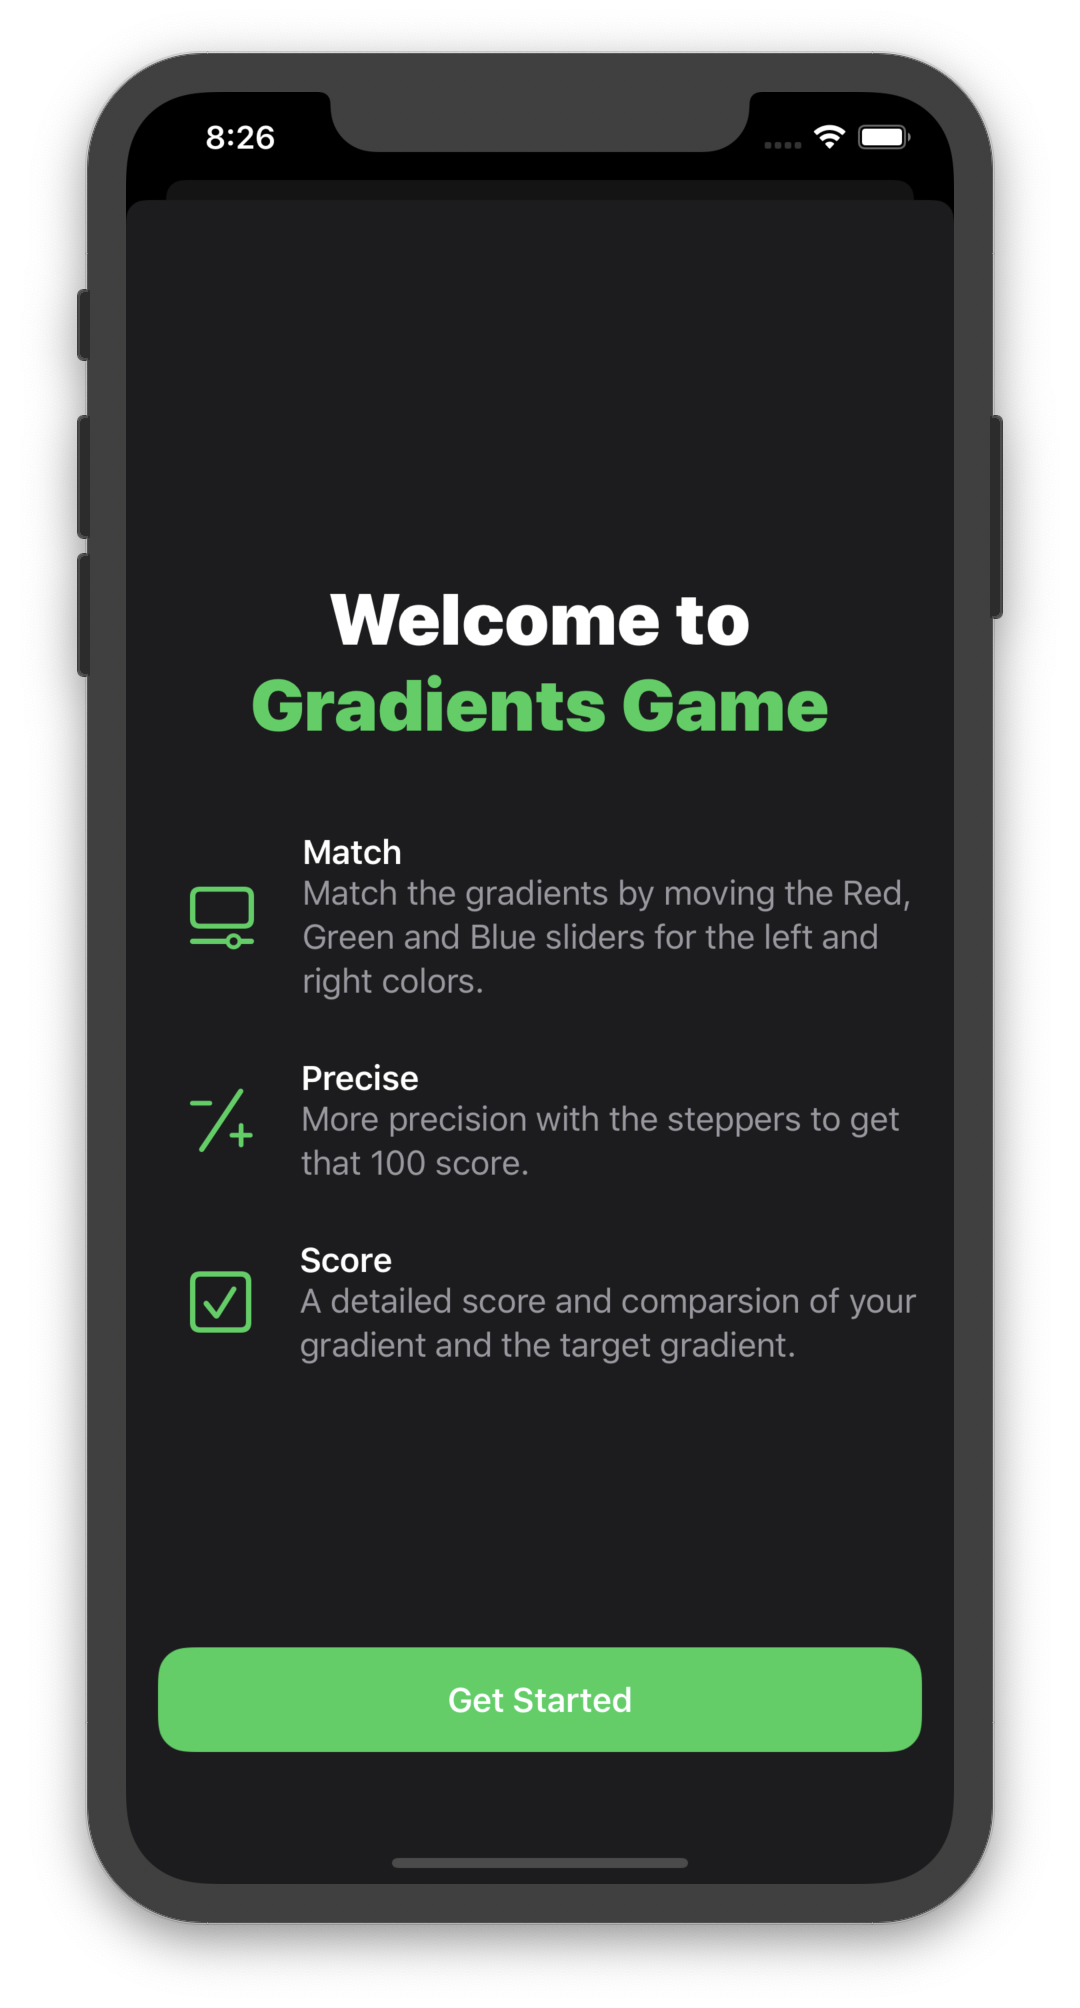 8:26
Welcome to
Gradients Game
Match
Match the gradients by moving the Red,
Green and Blue sliders for the left and
right colors.
Precise
More precision with the steppers to get
that 100 score.
Score
A detailed score and comparsion of your
gradient and the target gradient.
Get Started